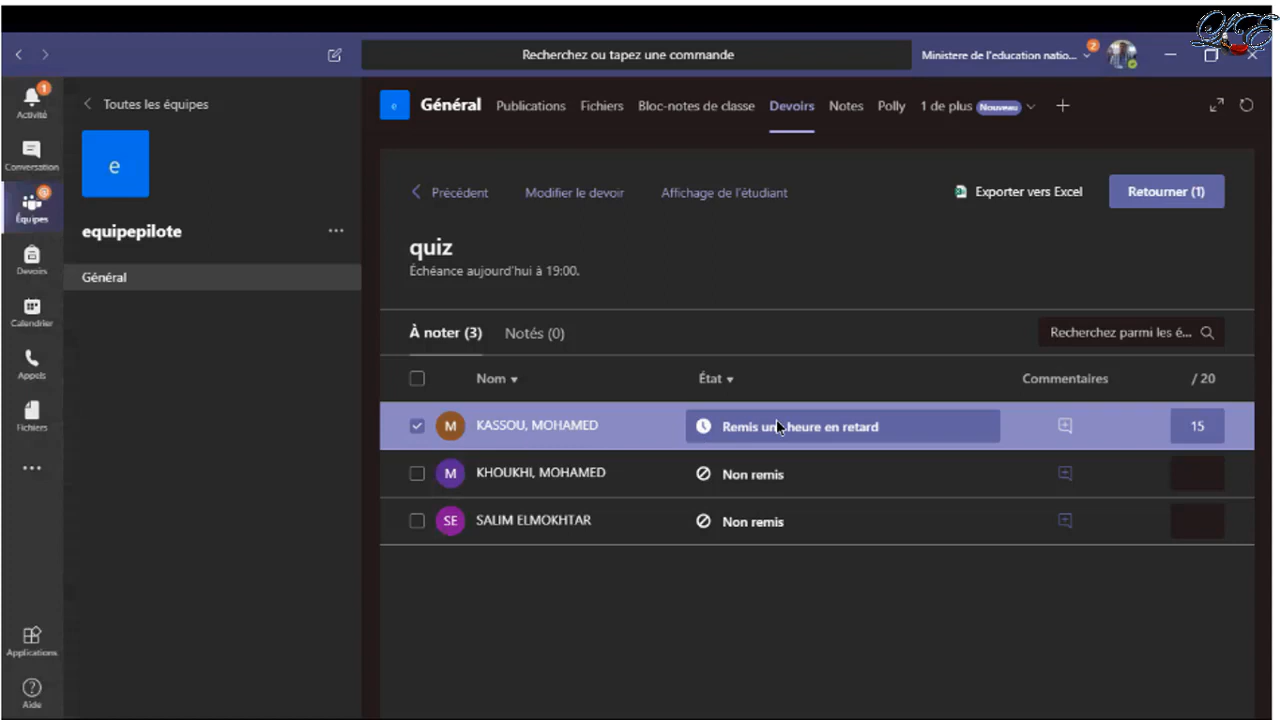 Recherchez ou tapez une commande
Ministere de l'education natio...
2
1
Activité
Conversation
Équipes
Devoirs
Calendrier
Appels
Fichiers
Applications
Aide
Toutes les équipes
e
equipepilote
Général
e
Général Publications Fichiers Bloc-notes de classe Devoirs Notes Polly 1 de plus Nouveau
Précédent Modifier le devoir Affichage de l'étudiant Exporter vers Excel Retourner (1)
quiz
Échéance aujourd'hui à 19:00.
À noter (3) Notés (0) Recherchez parmi les é...
Nom État Commentaires / 20
M KASSOU, MOHAMED Remis heure en retard 15
M KHOUKHI, MOHAMED Non remis
SE SALIM ELMOKHTAR Non remis